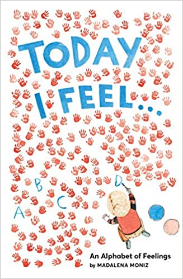 TODAY
I FEEL...
A
B
C
D
An Alphabet of Feelings
by MADALENA MONIZ